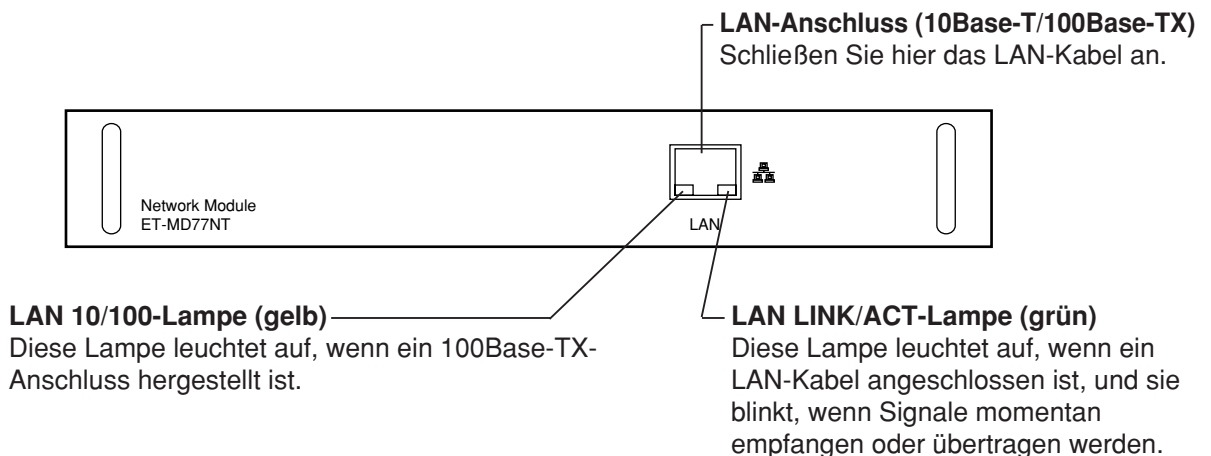 LAN-Anschluss (10Base-T/100Base-TX)
Schließen Sie hier das LAN-Kabel an.
Network Module
ET-MD77NT
LAN
LAN 10/100-Lampe (gelb)
Diese Lampe leuchtet auf, wenn ein 100Base-TX-
Anschluss hergestellt ist.
LAN LINK/ACT-Lampe (grün)
Diese Lampe leuchtet auf, wenn ein
LAN-Kabel angeschlossen ist, und sie
blinkt, wenn Signale momentan
empfangen oder übertragen werden.